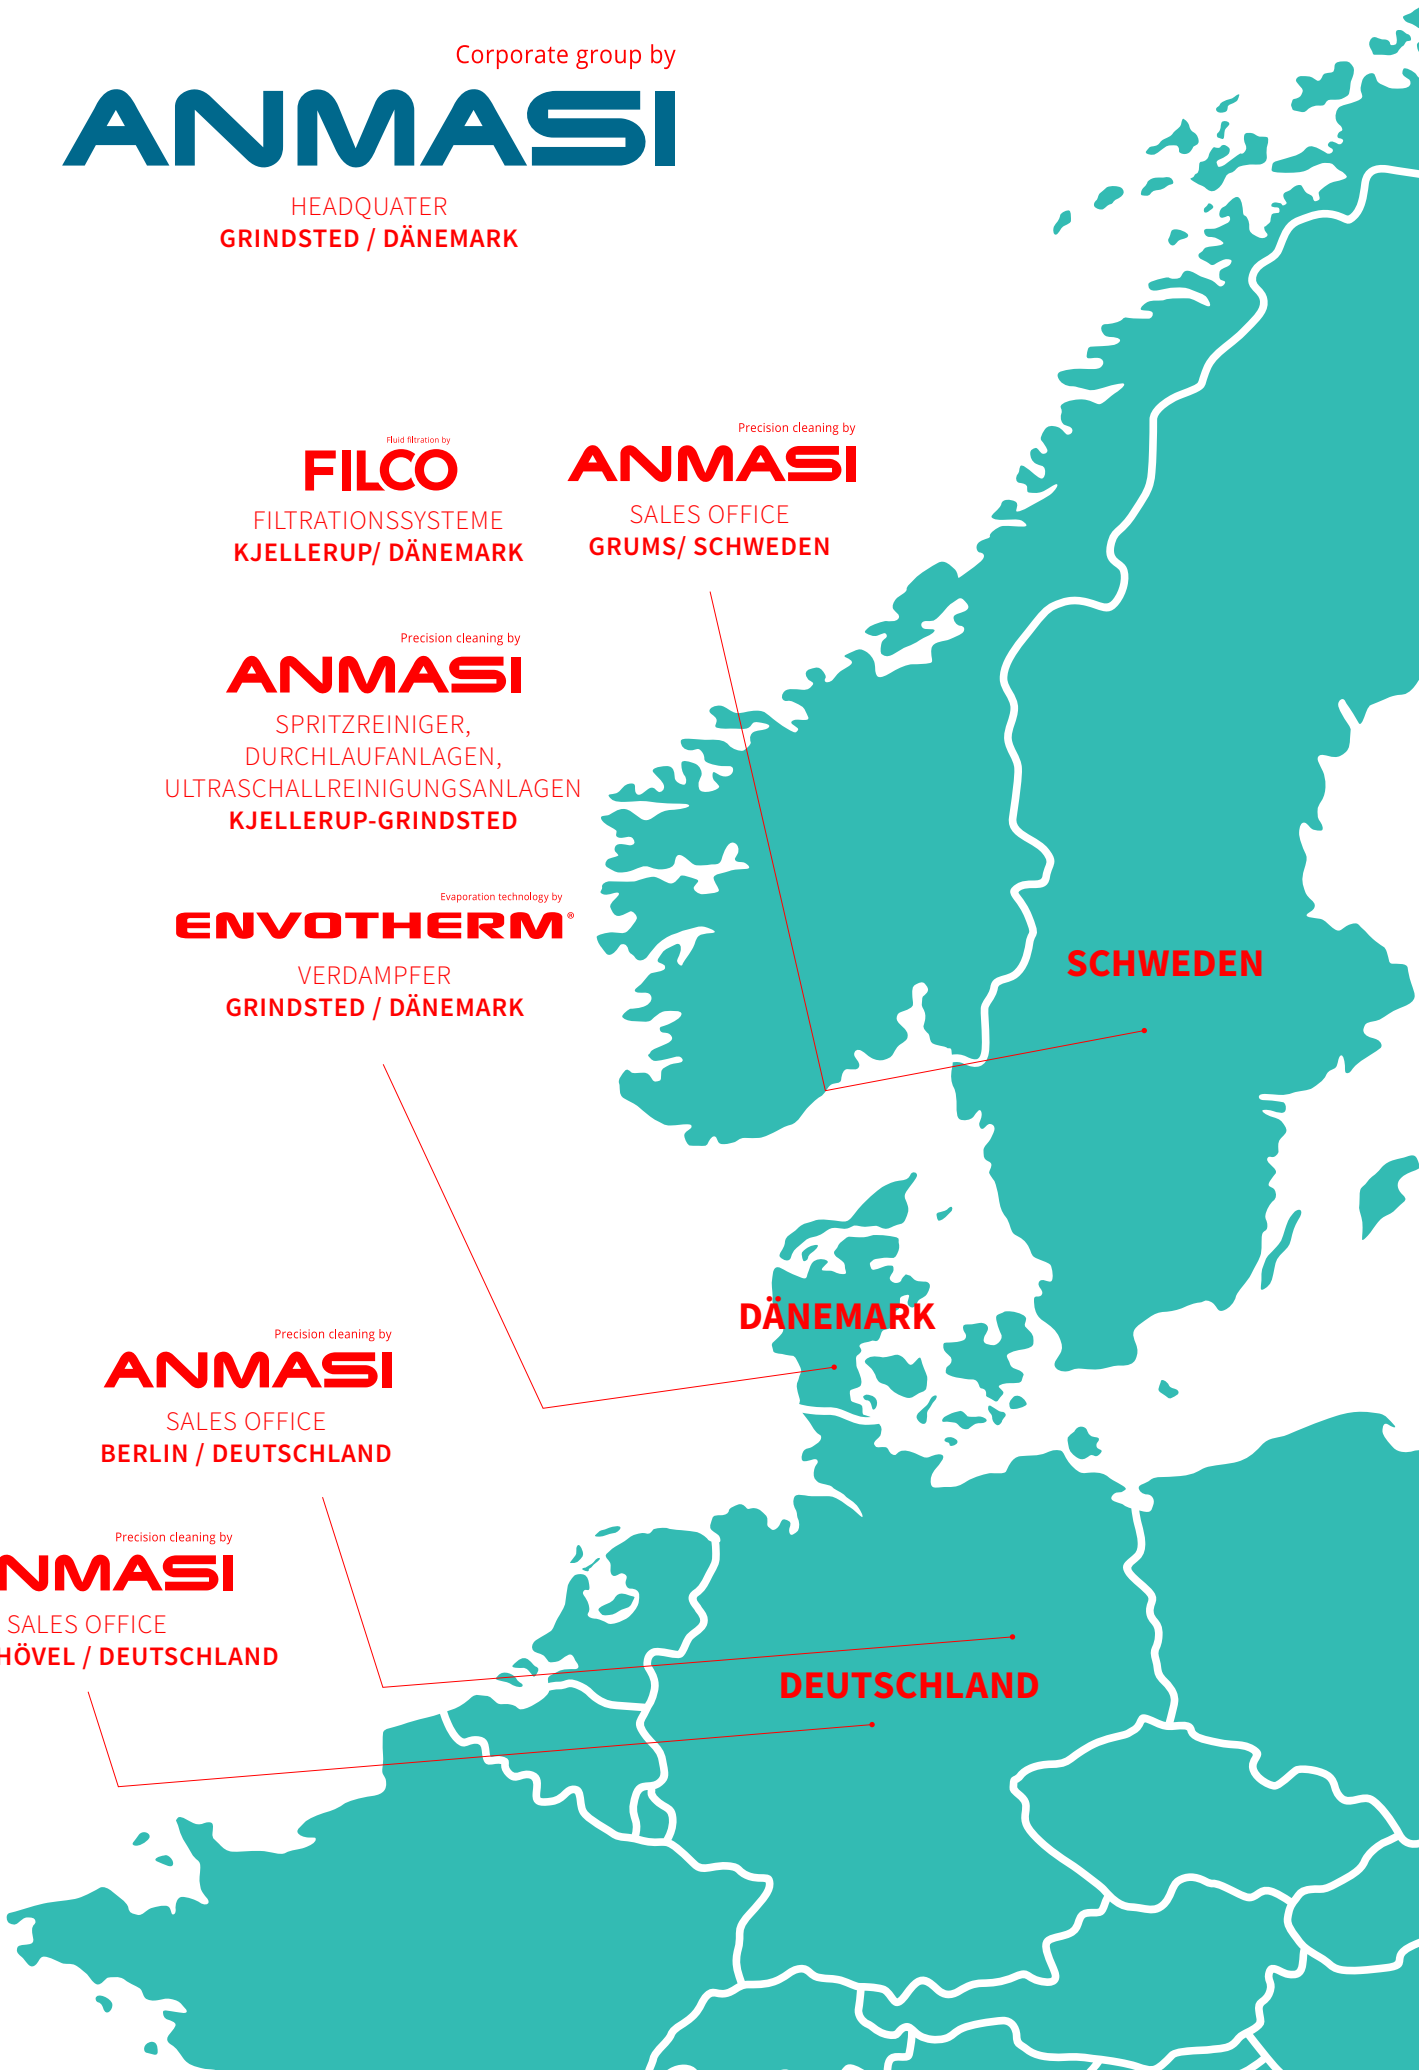 Corporate group by
ANMASI
HEADQUATER
GRINDSTED / DÄNEMARK
Fluid filtration by
FILCO
FILTRATIONSSYSTEME
KJELLERUP/ DÄNEMARK
Precision cleaning by
ANMASI
SALES OFFICE
GRUMS/ SCHWEDEN
Precision cleaning by
ANMASI
SPRITZREINIGER,
DURCHLAUFANLAGEN,
ULTRASCHALLREINIGUNGSANLAGEN
KJELLERUP-GRINDSTED
Evaporation technology by
ENVOTHERM®
VERDAMPFER
GRINDSTED / DÄNEMARK
SCHWEDEN
DÄNEMARK
Precision cleaning by
ANMASI
SALES OFFICE
BERLIN / DEUTSCHLAND
Precision cleaning by
NMASI
SALES OFFICE
HÖVEL / DEUTSCHLAND
DEUTSCHLAND